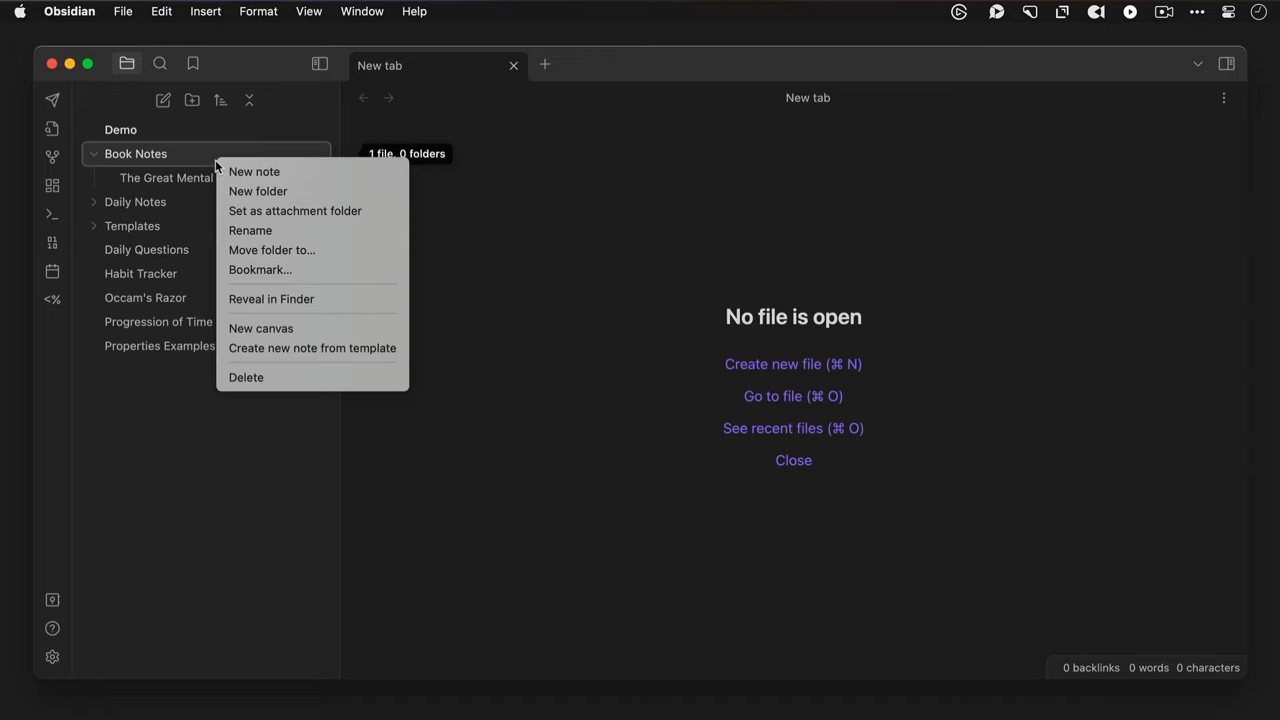 Obsidian File Edit Insert Format View Window Help
New tab
New tab
Demo
Book Notes
1 file, 0 folders
The Great Mental
Daily Notes
Templates
Daily Questions
Habit Tracker
Occam's Razor
Progression of Time
Properties Examples
New note
New folder
Set as attachment folder
Rename
Move folder to...
Bookmark...
Reveal in Finder
New canvas
Create new note from template
Delete
No file is open
Create new file (⌘ N)
Go to file (⌘ O)
See recent files (⌘ O)
Close
0 backlinks 0 words 0 characters